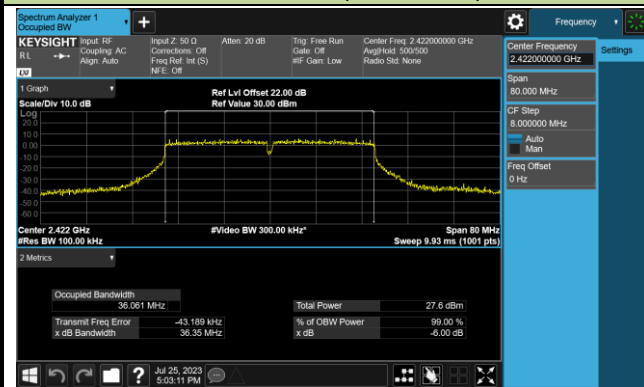 Spectrum Analyzer 1
Occupied BW
+
Frequency
KEYSIGHT
RL
LXI
Input: RF
Coupling: AC
Align: Auto
Input Z: 50 Ω
Corrections: Off
Freq Ref: Int (S)
NFE: Off
Atten: 20 dB
Trig: Free Run
Gate: Off
#IF Gain: Low
Center Freq: 2.422000000 GHz
Avg|Hold: 500/500
Radio Std: None
Center Frequency
2.422000000 GHz
Settings
Span
80.000 MHz
CF Step
8.000000 MHz
Auto
Man
Freq Offset
0 Hz
1 Graph
Scale/Div 10.0 dB
Ref Lvl Offset 22.00 dB
Ref Value 30.00 dBm
Log
20.0
10.0
0.00
-10.0
-20.0
-30.0
-40.0
-50.0
-60.0
Center 2.422 GHz
#Video BW 300.00 kHz*
Span 80 MHz
#Res BW 100.00 kHz
Sweep 9.93 ms (1001 pts)
2 Metrics
Occupied Bandwidth
36.061 MHz
Total Power 27.6 dBm
Transmit Freq Error -43.189 kHz
% of OBW Power 99.00 %
x dB Bandwidth 36.35 MHz
x dB -6.00 dB
?
Jul 25, 2023
5:03:11 PM